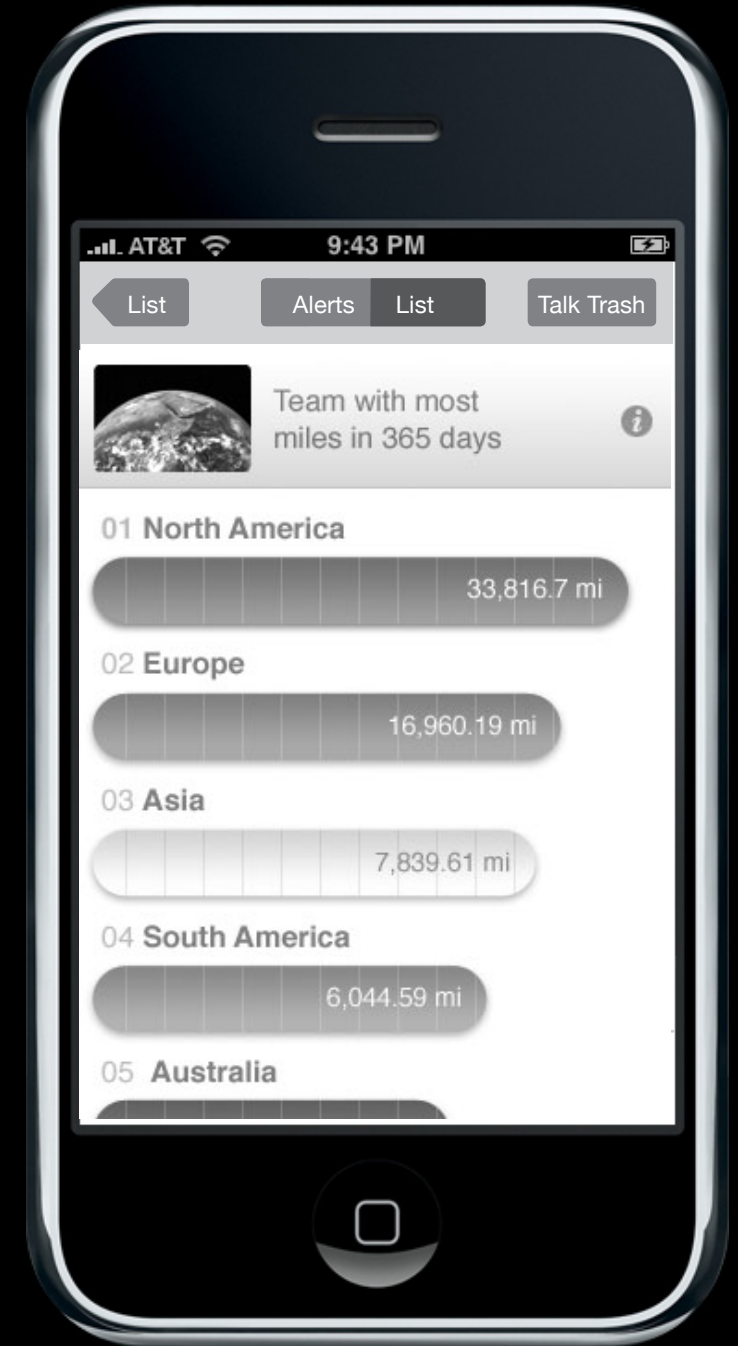 AT&T 9:43 PM
List Alerts List Talk Trash
Team with most
miles in 365 days
i
01 North America
33,816.7 mi
02 Europe
16,960.19 mi
03 Asia
7,839.61 mi
04 South America
6,044.59 mi
05 Australia